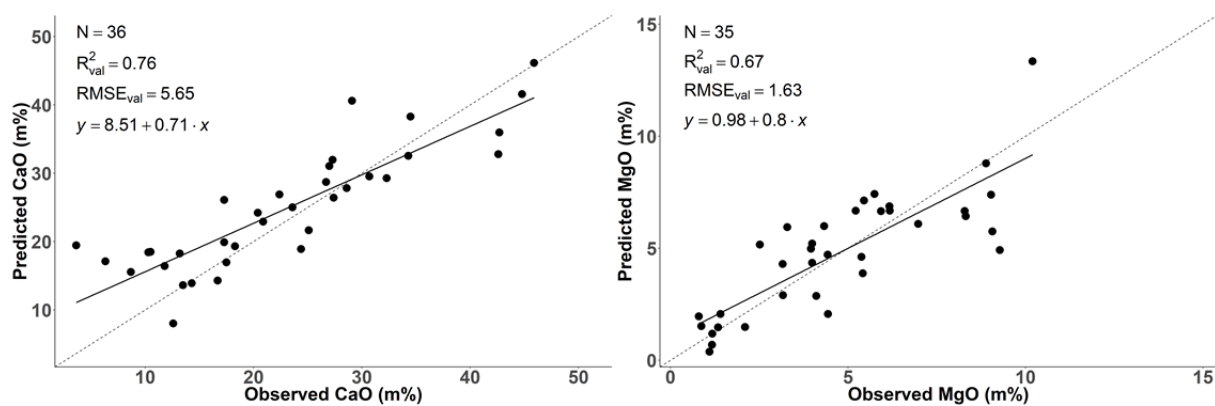 N = 36
R²val = 0.76
RMSEval = 5.65
y = 8.51 + 0.71 · x
50
40
30
20
10
Predicted CaO (m%)
10 20 30 40 50
Observed CaO (m%)
N = 35
R²val = 0.67
RMSEval = 1.63
y = 0.98 + 0.8 · x
15
10
5
0
Predicted MgO (m%)
0 5 10 15
Observed MgO (m%)